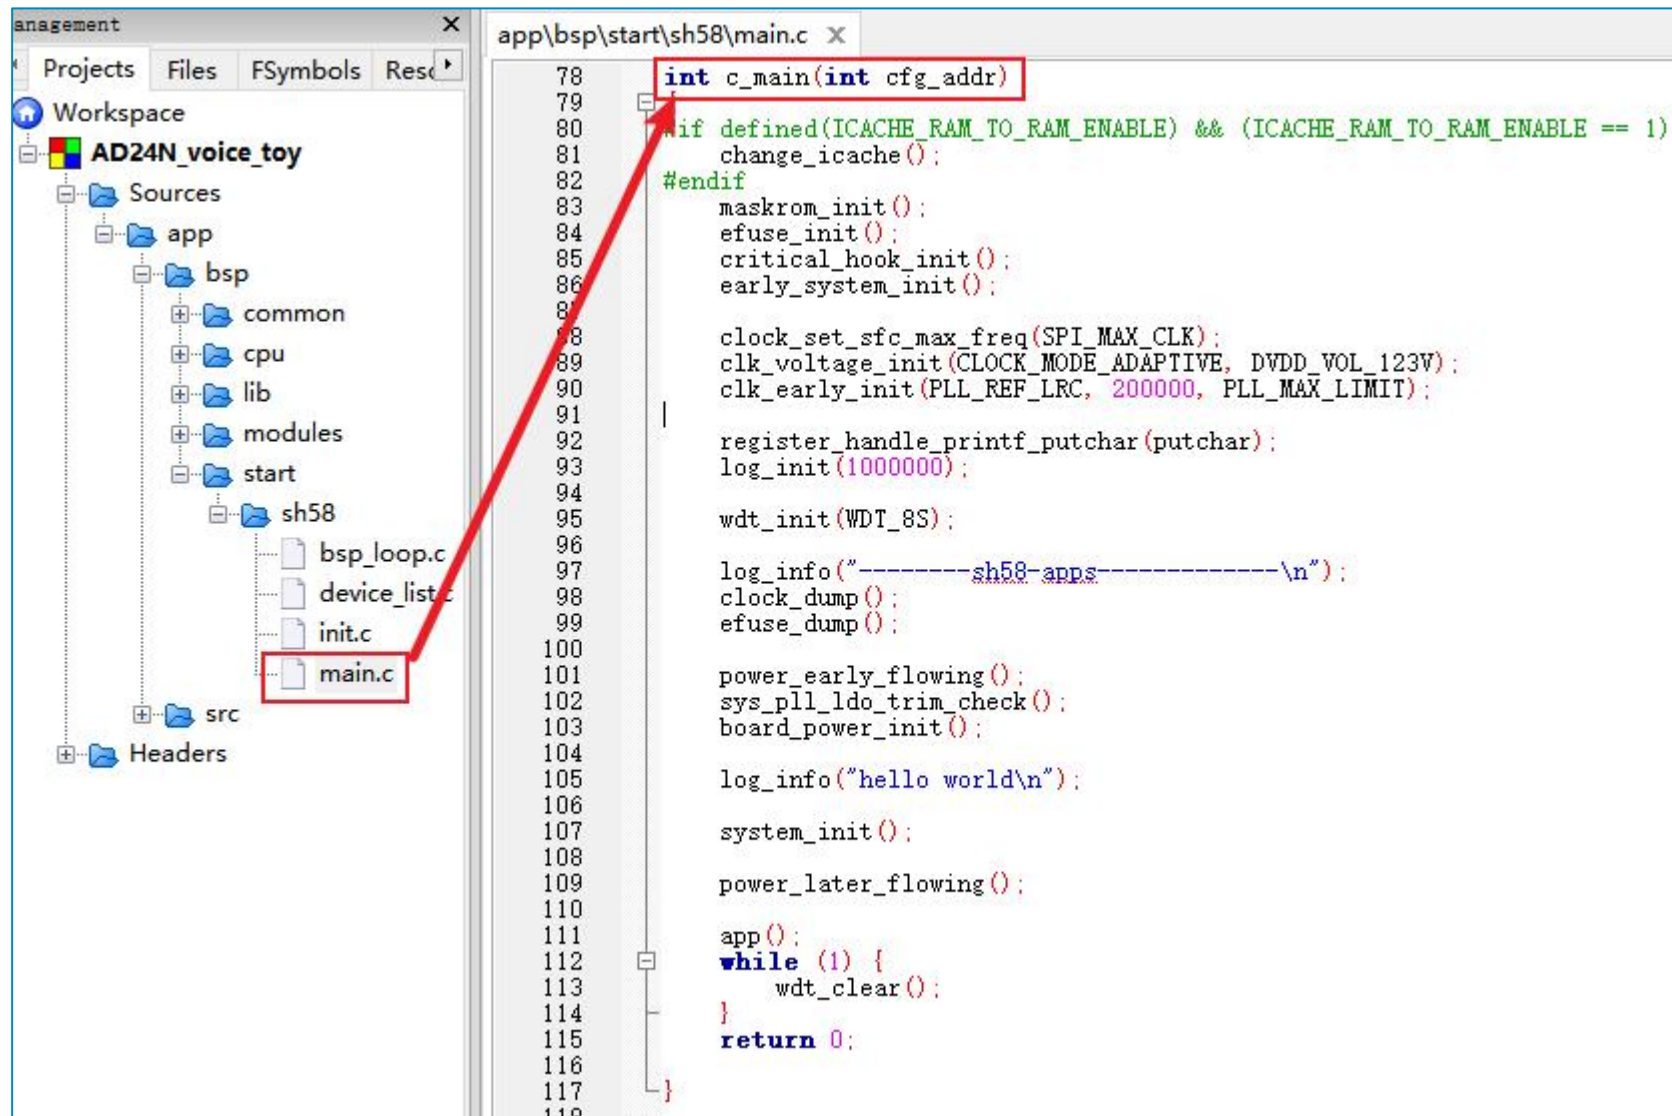 anagement
Projects Files FSymbols Reso
Workspace
AD24N_voice_toy
Sources
app
bsp
common
cpu
lib
modules
start
sh58
bsp_loop.c
device_list.c
init.c
main.c
src
Headers
app\bsp\start\sh58\main.c
78 int c_main(int cfg_addr)
79 {
80 #if defined(ICACHE_RAM_TO_RAM_ENABLE) && (ICACHE_RAM_TO_RAM_ENABLE == 1)
81 change_icache();
82 #endif
83 maskrom_init();
84 efuse_init();
85 critical_hook_init();
86 early_system_init();
87
88 clock_set_sfc_max_freq(SPI_MAX_CLK);
89 clk_voltage_init(CLOCK_MODE_ADAPTIVE, DVDD_VOL_123V);
90 clk_early_init(PLL_REF_LRC, 200000, PLL_MAX_LIMIT);
91
92 register_handle_printf_putchar(putchar);
93 log_init(1000000);
94
95 wdt_init(WDT_8S);
96
97 log_info("--------sh58-apps-------------\n");
98 clock_dump();
99 efuse_dump();
100
101 power_early_flowing();
102 sys_pll_ldo_trim_check();
103 board_power_init();
104
105 log_info("hello world\n");
106
107 system_init();
108
109 power_later_flowing();
110
111 app();
112 while (1) {
113 wdt_clear();
114 }
115 return 0;
116
117 }
118